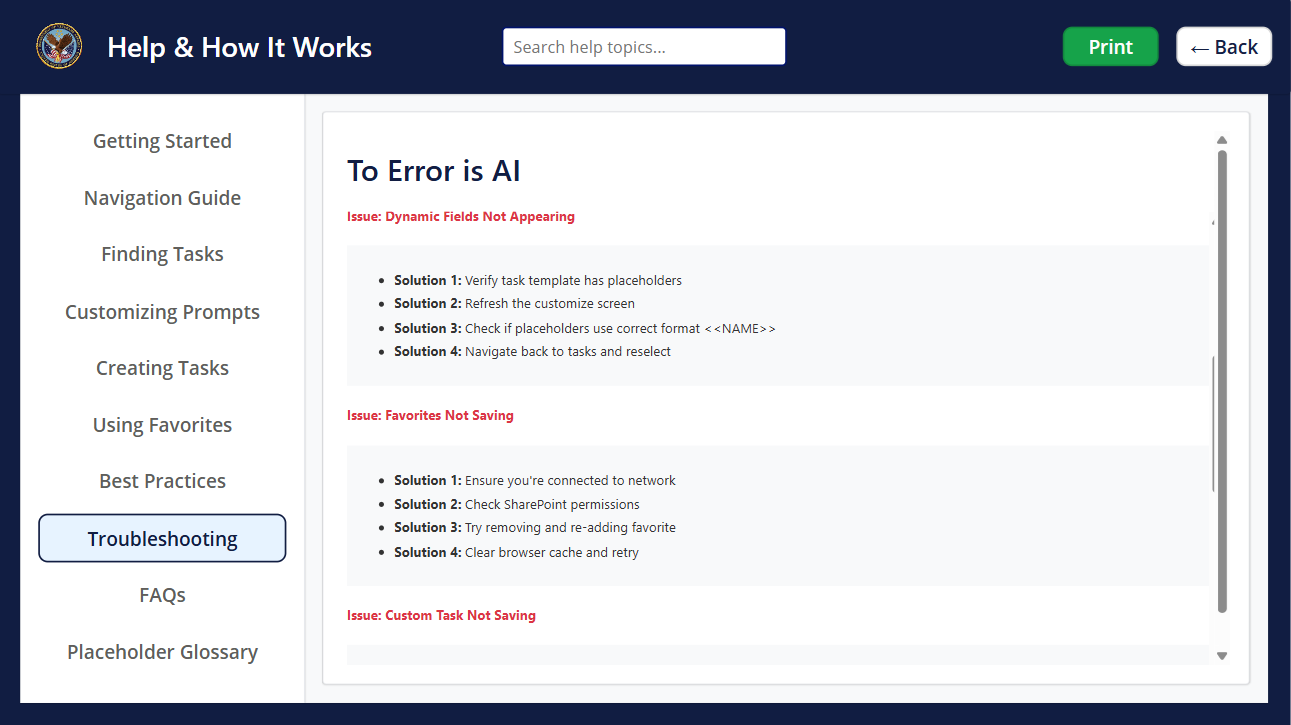 Help & How It Works
Search help topics...
Print
← Back
Getting Started
Navigation Guide
Finding Tasks
Customizing Prompts
Creating Tasks
Using Favorites
Best Practices
Troubleshooting
FAQs
Placeholder Glossary
To Error is AI
Issue: Dynamic Fields Not Appearing
• Solution 1: Verify task template has placeholders
• Solution 2: Refresh the customize screen
• Solution 3: Check if placeholders use correct format <<NAME>>
• Solution 4: Navigate back to tasks and reselect
Issue: Favorites Not Saving
• Solution 1: Ensure you're connected to network
• Solution 2: Check SharePoint permissions
• Solution 3: Try removing and re-adding favorite
• Solution 4: Clear browser cache and retry
Issue: Custom Task Not Saving